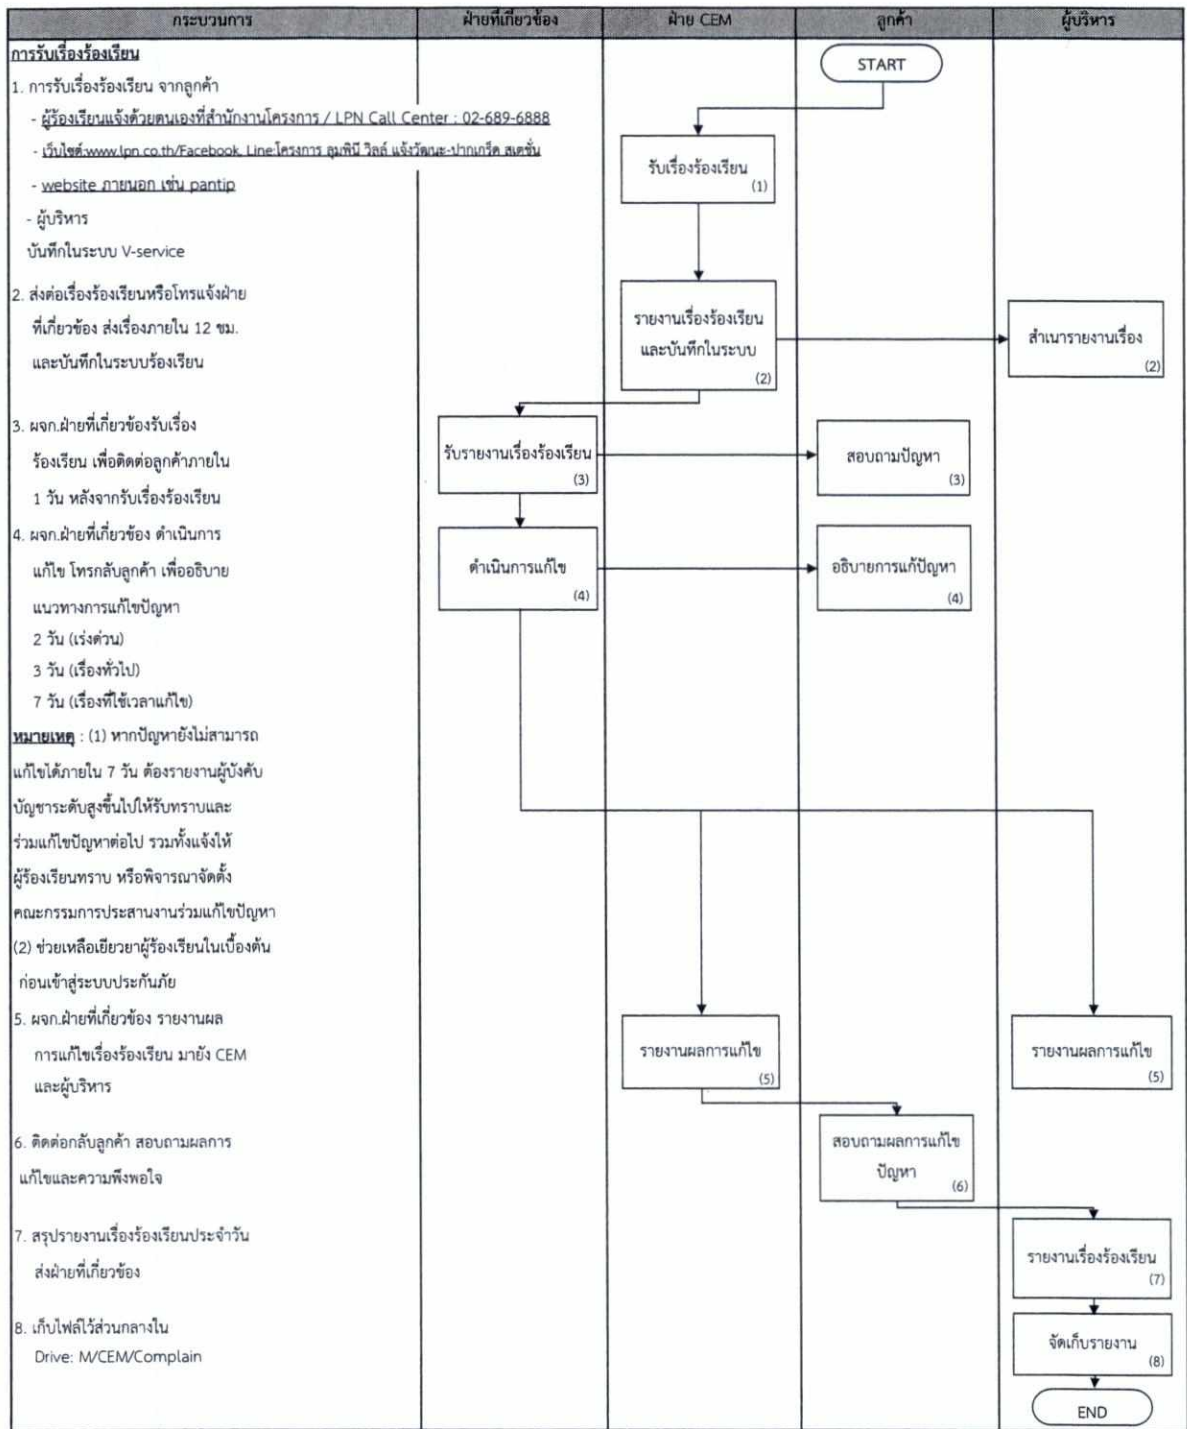 กระบวนการ
ฝ่ายที่เกี่ยวข้อง
ฝ่าย CEM
ลูกค้า
ผู้บริหาร
การรับเรื่องร้องเรียน
1. การรับเรื่องร้องเรียน จากลูกค้า
- ผู้ร้องเรียนแจ้งด้วยตนเองที่สำนักงานโครงการ / LPN Call Center : 02-689-6888
- เว็บไซต์:www.lpn.co.th/Facebook, Line:โครงการ ลุมพินี วิลล์ แจ้งวัฒนะ-ปากเกร็ด สเตชั่น
- website ภายนอก เช่น pantip
- ผู้บริหาร
บันทึกในระบบ V-service
2. ส่งต่อเรื่องร้องเรียนหรือโทรแจ้งฝ่าย
ที่เกี่ยวข้อง ส่งเรื่องภายใน 12 ชม.
และบันทึกในระบบร้องเรียน
3. ผจก.ฝ่ายที่เกี่ยวข้องรับเรื่อง
ร้องเรียน เพื่อติดต่อลูกค้าภายใน
1 วัน หลังจากรับเรื่องร้องเรียน
4. ผจก.ฝ่ายที่เกี่ยวข้อง ดำเนินการ
แก้ไข โทรกลับลูกค้า เพื่ออธิบาย
แนวทางการแก้ไขปัญหา
2 วัน (เร่งด่วน)
3 วัน (เรื่องทั่วไป)
7 วัน (เรื่องที่ใช้เวลาแก้ไข)
หมายเหตุ : (1) หากปัญหายังไม่สามารถ
แก้ไขได้ภายใน 7 วัน ต้องรายงานผู้บังคับ
บัญชาระดับสูงขึ้นไปให้รับทราบและ
ร่วมแก้ไขปัญหาต่อไป รวมทั้งแจ้งให้
ผู้ร้องเรียนทราบ หรือพิจารณาจัดตั้ง
คณะกรรมการประสานงานร่วมแก้ไขปัญหา
(2) ช่วยเหลือเยียวยาผู้ร้องเรียนในเบื้องต้น
ก่อนเข้าสู่ระบบประกันภัย
5. ผจก.ฝ่ายที่เกี่ยวข้อง รายงานผล
การแก้ไขเรื่องร้องเรียน มายัง CEM
และผู้บริหาร
6. ติดต่อกลับลูกค้า สอบถามผลการ
แก้ไขและความพึงพอใจ
7. สรุปรายงานเรื่องร้องเรียนประจำวัน
ส่งฝ่ายที่เกี่ยวข้อง
8. เก็บไฟล์ไว้ส่วนกลางใน
Drive: M/CEM/Complain
START
รับเรื่องร้องเรียน
(1)
รายงานเรื่องร้องเรียน
และบันทึกในระบบ
(2)
สำเนารายงานเรื่อง
(2)
รับรายงานเรื่องร้องเรียน
(3)
สอบถามปัญหา
(3)
ดำเนินการแก้ไข
(4)
อธิบายการแก้ปัญหา
(4)
รายงานผลการแก้ไข
(5)
รายงานผลการแก้ไข
(5)
สอบถามผลการแก้ไข
ปัญหา
(6)
รายงานเรื่องร้องเรียน
(7)
จัดเก็บรายงาน
(8)
END